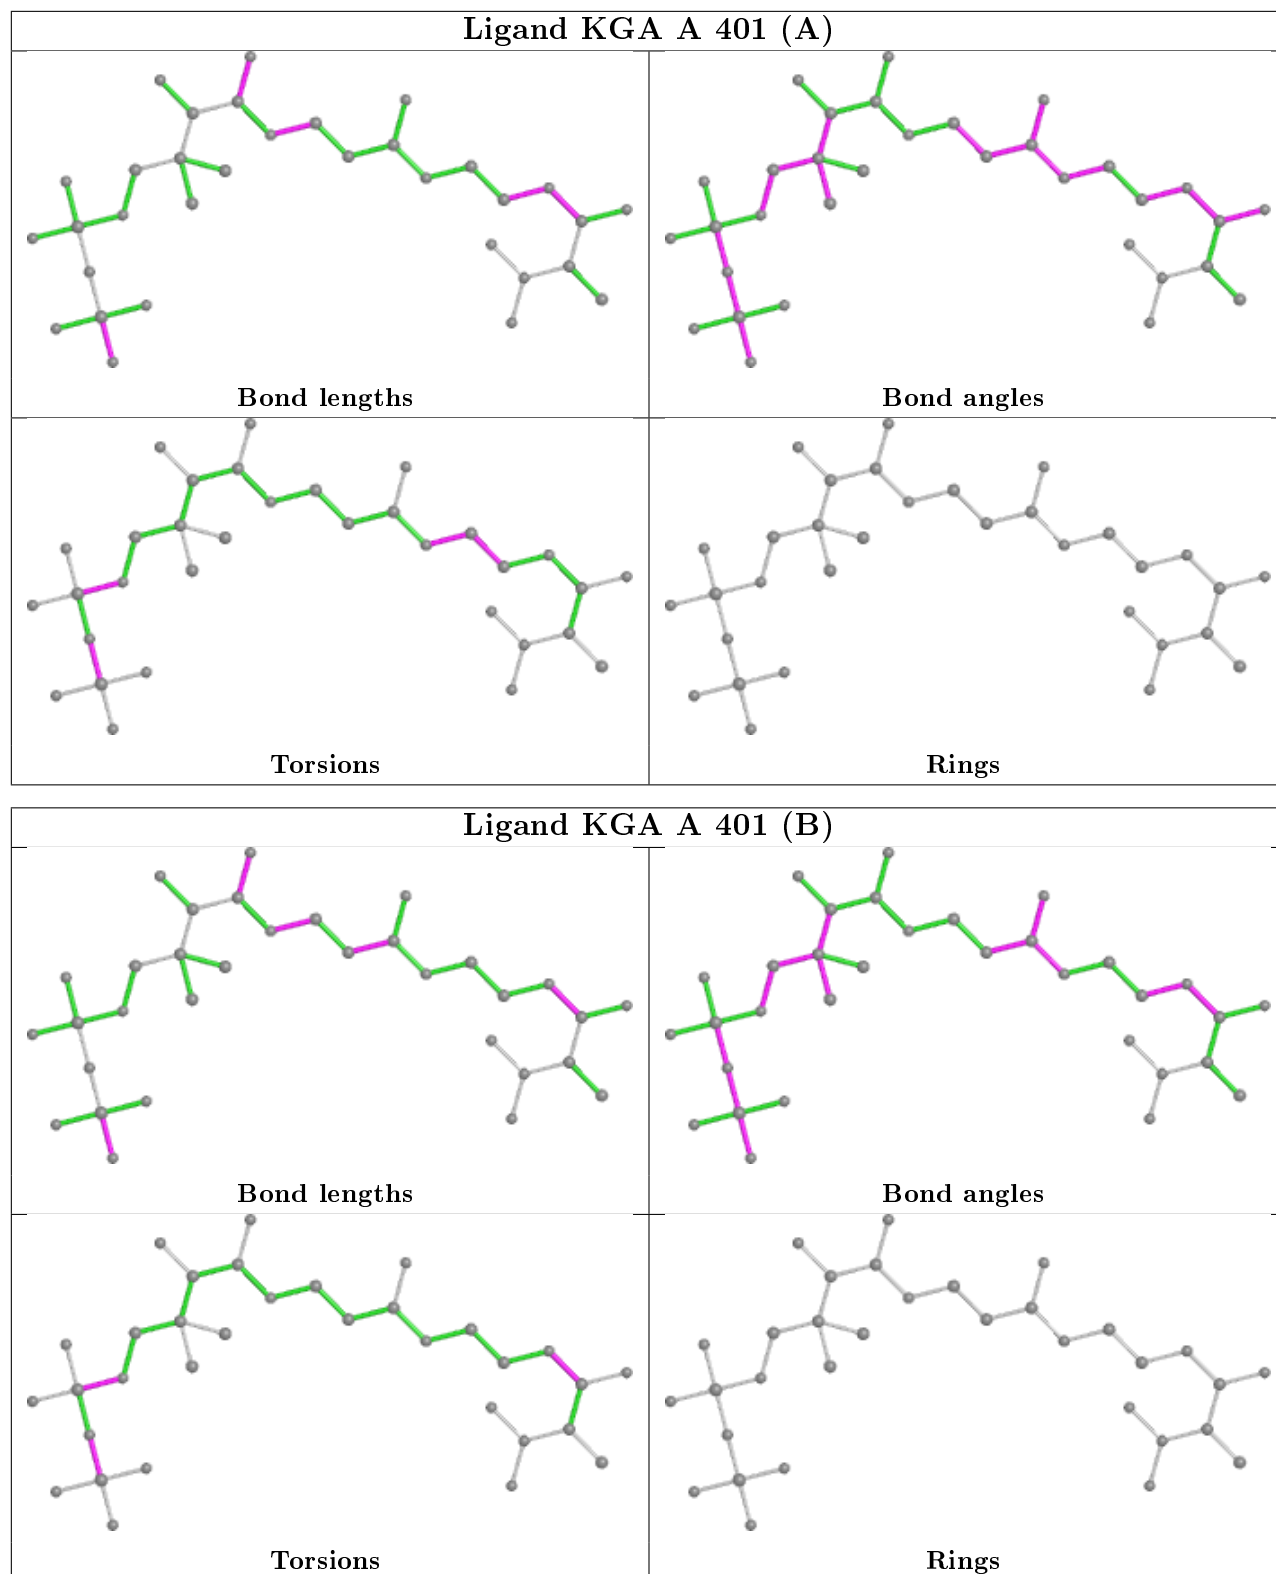 Ligand KGA A 401 (A)
Bond lengths
Bond angles
Torsions
Rings
Ligand KGA A 401 (B)
Bond lengths
Bond angles
Torsions
Rings